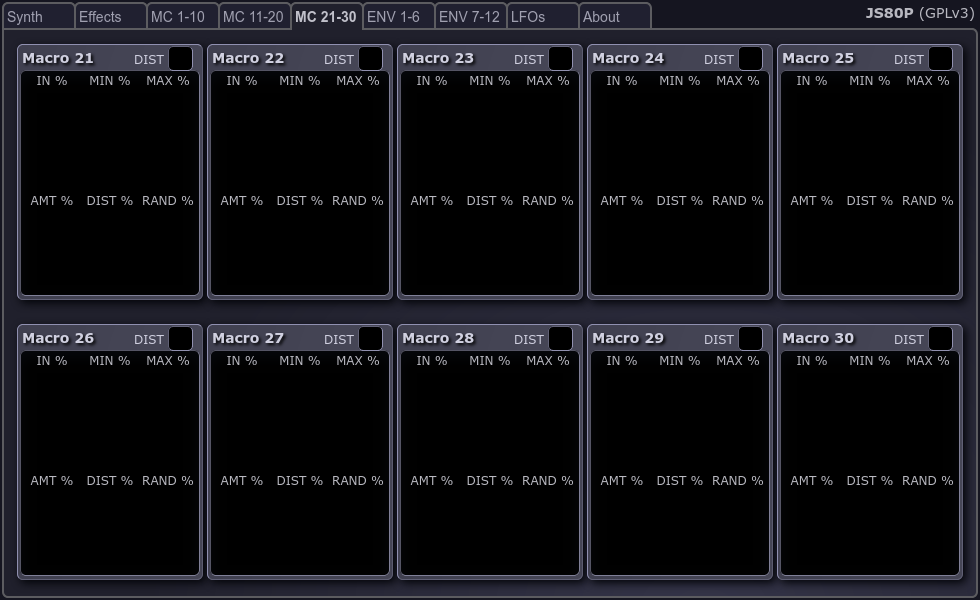 Synth Effects MC 1-10 MC 11-20 MC 21-30 ENV 1-6 ENV 7-12 LFOs About JS80P (GPLv3)
Macro 21 DIST Macro 22 DIST Macro 23 DIST Macro 24 DIST Macro 25 DIST
IN % MIN % MAX % IN % MIN % MAX % IN % MIN % MAX % IN % MIN % MAX % IN % MIN % MAX %
AMT % DIST % RAND % AMT % DIST % RAND % AMT % DIST % RAND % AMT % DIST % RAND % AMT % DIST % RAND %
Macro 26 DIST Macro 27 DIST Macro 28 DIST Macro 29 DIST Macro 30 DIST
IN % MIN % MAX % IN % MIN % MAX % IN % MIN % MAX % IN % MIN % MAX % IN % MIN % MAX %
AMT % DIST % RAND % AMT % DIST % RAND % AMT % DIST % RAND % AMT % DIST % RAND % AMT % DIST % RAND %